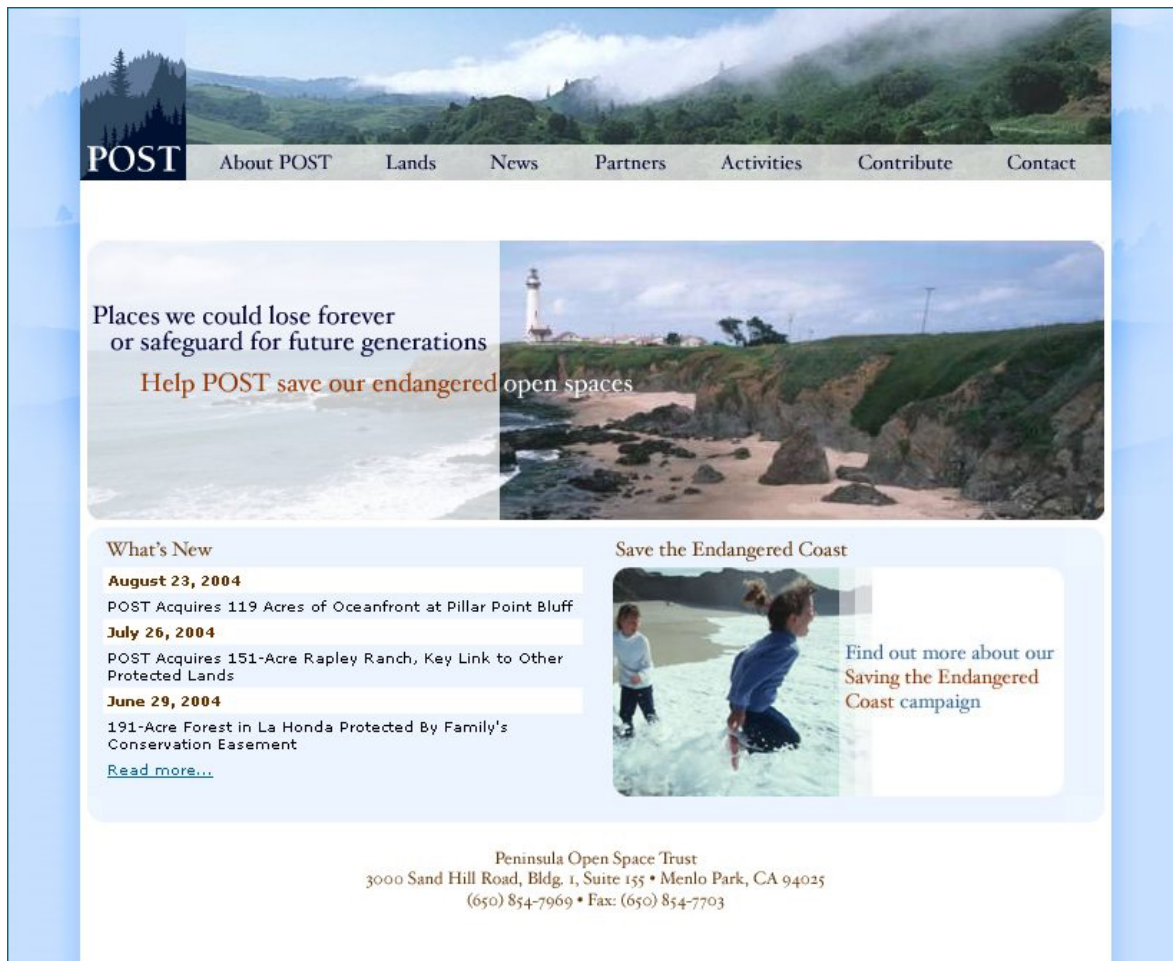 POST
About POST
Lands
News
Partners
Activities
Contribute
Contact
Places we could lose forever
or safeguard for future generations
Help POST save our endangered open spaces
What's New
August 23, 2004
POST Acquires 119 Acres of Oceanfront at Pillar Point Bluff
July 26, 2004
POST Acquires 151-Acre Rapley Ranch, Key Link to Other
Protected Lands
June 29, 2004
191-Acre Forest in La Honda Protected By Family's
Conservation Easement
Read more...
Save the Endangered Coast
Find out more about our
Saving the Endangered
Coast campaign
Peninsula Open Space Trust
3000 Sand Hill Road, Bldg. 1, Suite 155 • Menlo Park, CA 94025
(650) 854-7969 • Fax: (650) 854-7703